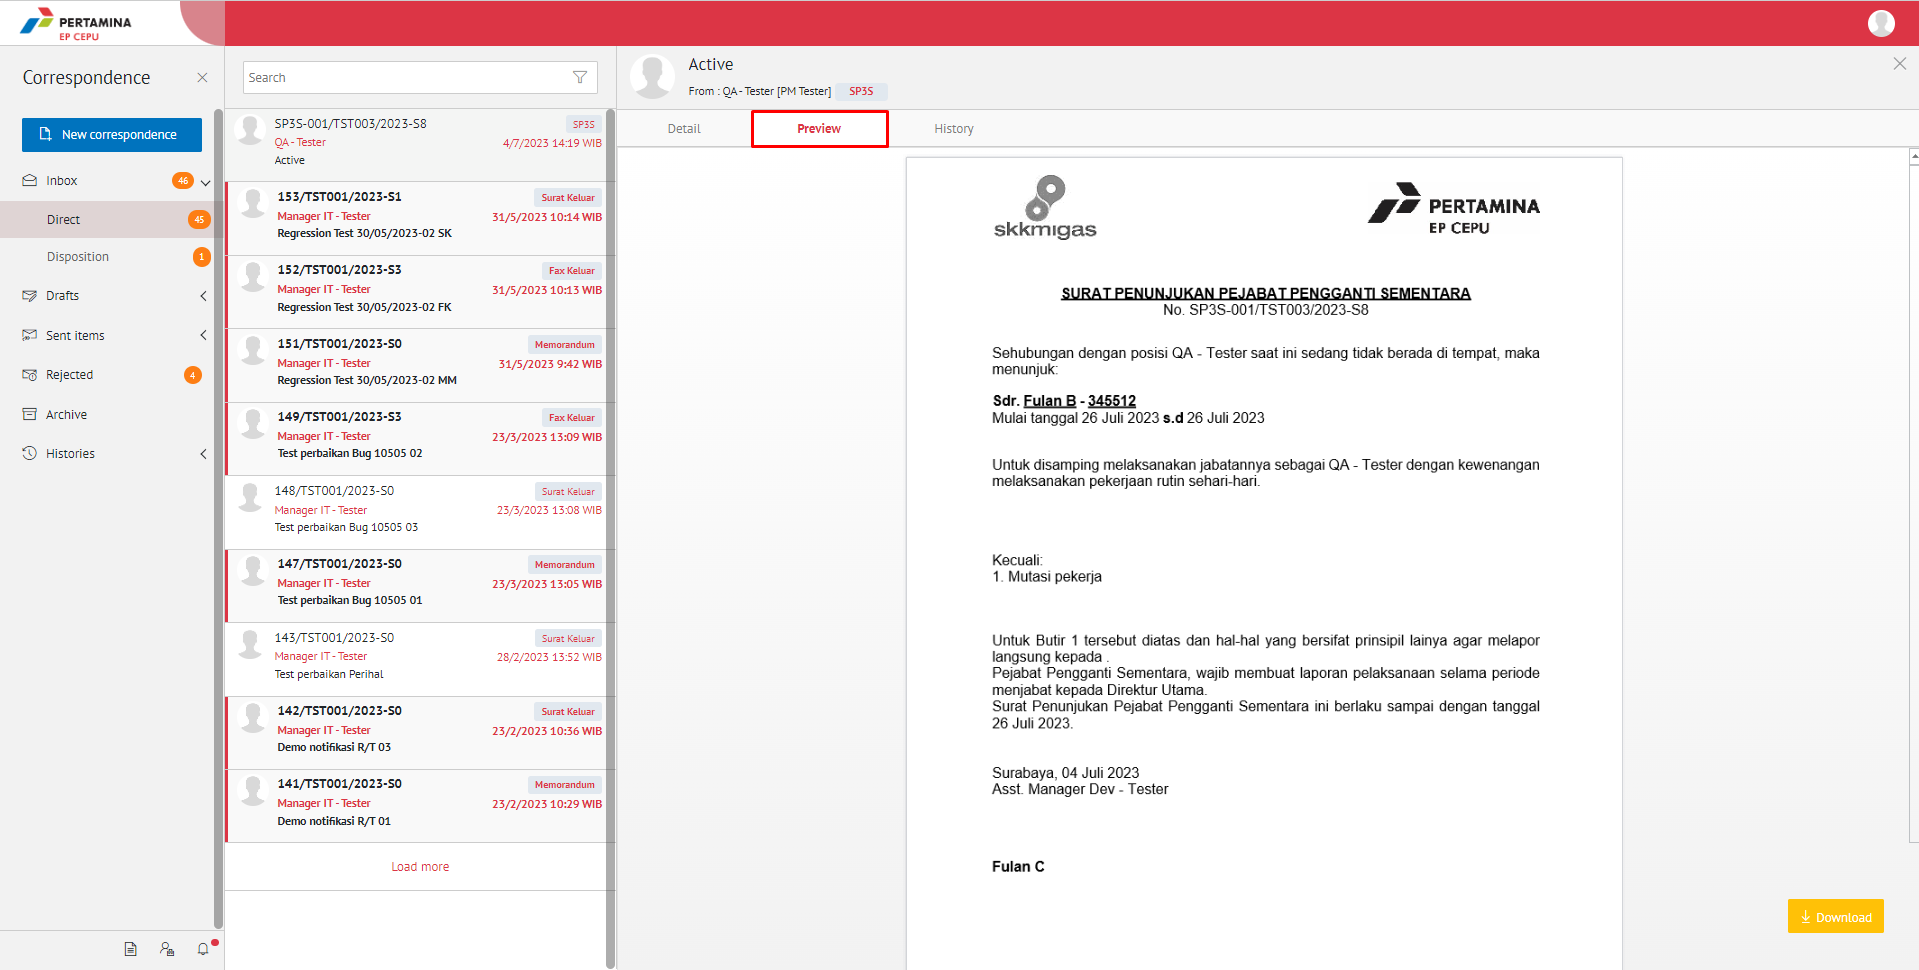 PERTAMINA
EP CEPU
Correspondence
New correspondence
Inbox 46
Direct 45
Disposition 1
Drafts
Sent items
Rejected 4
Archive
Histories
Search
SP3S-001/TST003/2023-S8 SP3S
QA - Tester 4/7/2023 14:19 WIB
Active
153/TST001/2023-S1 Surat Keluar
Manager IT - Tester 31/5/2023 10:14 WIB
Regression Test 30/05/2023-02 SK
152/TST001/2023-S3 Fax Keluar
Manager IT - Tester 31/5/2023 10:13 WIB
Regression Test 30/05/2023-02 FK
151/TST001/2023-S0 Memorandum
Manager IT - Tester 31/5/2023 9:42 WIB
Regression Test 30/05/2023-02 MM
149/TST001/2023-S3 Fax Keluar
Manager IT - Tester 23/3/2023 13:09 WIB
Test perbaikan Bug 10505 02
148/TST001/2023-S0 Surat Keluar
Manager IT - Tester 23/3/2023 13:08 WIB
Test perbaikan Bug 10505 03
147/TST001/2023-S0 Memorandum
Manager IT - Tester 23/3/2023 13:05 WIB
Test perbaikan Bug 10505 01
143/TST001/2023-S0 Surat Keluar
Manager IT - Tester 28/2/2023 13:52 WIB
Test perbaikan Perihal
142/TST001/2023-S0 Surat Keluar
Manager IT - Tester 23/2/2023 10:36 WIB
Demo notifikasi R/T 03
141/TST001/2023-S0 Memorandum
Manager IT - Tester 23/2/2023 10:29 WIB
Demo notifikasi R/T 01
Load more
Active
From : QA - Tester [PM Tester] SP3S
Detail Preview History
skkmigas
PERTAMINA
EP CEPU
SURAT PENUNJUKAN PEJABAT PENGGANTI SEMENTARA
No. SP3S-001/TST003/2023-S8
Sehubungan dengan posisi QA - Tester saat ini sedang tidak berada di tempat, maka
menunjuk:
Sdr. Fulan B - 345512
Mulai tanggal 26 Juli 2023 s.d 26 Juli 2023
Untuk disamping melaksanakan jabatannya sebagai QA - Tester dengan kewenangan
melaksanakan pekerjaan rutin sehari-hari.
Kecuali:
1. Mutasi pekerja
Untuk Butir 1 tersebut diatas dan hal-hal yang bersifat prinsipil lainya agar melapor
langsung kepada .
Pejabat Pengganti Sementara, wajib membuat laporan pelaksanaan selama periode
menjabat kepada Direktur Utama.
Surat Penunjukan Pejabat Pengganti Sementara ini berlaku sampai dengan tanggal
26 Juli 2023.
Surabaya, 04 Juli 2023
Asst. Manager Dev - Tester
Fulan C
Download